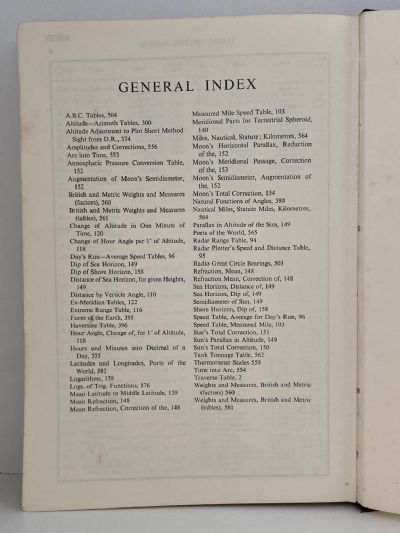 GENERAL INDEX
A.B.C. Tables, 504
Altitude—Azimuth Tables, 300
Altitude Adjustment to Plot Short Method
Sight from D.R., 374
Amplitudes and Corrections, 556
Arc into Time, 553
Atmospheric Pressure Conversion Table,
152
Augmentation of Moon's Semidiameter,
152
British and Metric Weights and Measures
(factors), 560
British and Metric Weights and Measures
(tables), 561
Change of Altitude in One Minute of
Time, 120
Change of Hour Angle per 1' of Altitude,
118
Day's Run—Average Speed Tables, 96
Dip of Sea Horizon, 149
Dip of Shore Horizon, 158
Distance of Sea Horizon, for given Heights,
149
Distance by Verticle Angle, 110
Ex-Meridian Tables, 122
Extreme Range Table, 116
Form of the Earth, 395
Haversine Table, 396
Hour Angle, Change of, for 1' of Altitude,
118
Hours and Minutes into Decimal of a
Day, 555
Latitudes and Longitudes, Ports of the
World, 582
Logarithms, 158
Logs. of Trig. Functions, 176
Mean Latitude to Middle Latitude, 139
Mean Refraction, 148
Mean Refraction, Correction of the, 148
Measured Mile Speed Table, 103
Meridional Parts for Terrestrial Spheroid,
140
Miles, Nautical, Statute; Kilometres, 564
Moon's Horizontal Parallax, Reduction
of the, 152
Moon's Meridional Passage, Correction
of the, 153
Moon's Semidiameter, Augmentation of
the, 152
Moon's Total Correction, 154
Natural Functions of Angles, 380
Nautical Miles, Statute Miles, Kilometres,
564
Parallax in Altitude of the Sun, 149
Ports of the World, 565
Radar Range Table, 94
Radar Plotter's Speed and Distance Table,
95
Radio Great Circle Bearings, 503
Refraction, Mean, 148
Refraction, Mean Correction of, 148
Sea Horizon, Distance of, 149
Sea Horizon, Dip of, 149
Semidiameter of Sun, 149
Shore Horizon, Dip of, 158
Speed Table, Average for Day's Run, 96
Speed Table, Measured Mile, 103
Star's Total Correction, 151
Sun's Parallax in Altitude, 149
Sun's Total Correction, 150
Tank Tonnage Table, 562
Thermometer Scales 559
Time into Arc, 554
Traverse Table, 2
Weights and Measures, British and Metric
(factors) 560
Weights and Measures, British and Metric
(tables), 561